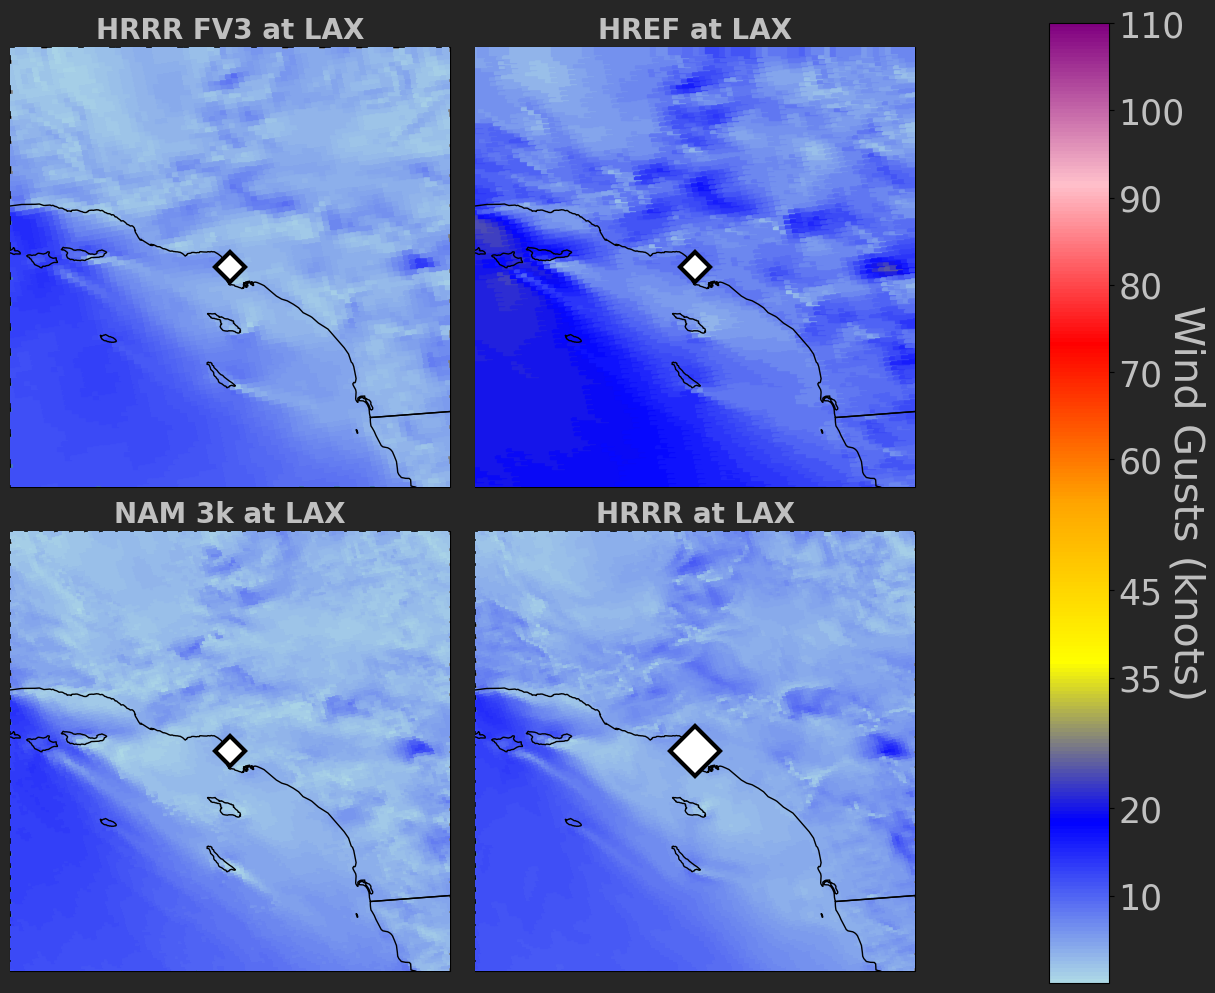 HRRR FV3 at LAX
HREF at LAX
NAM 3k at LAX
HRRR at LAX
110
100
90
80
70
60
45
35
20
10
Wind Gusts (knots)